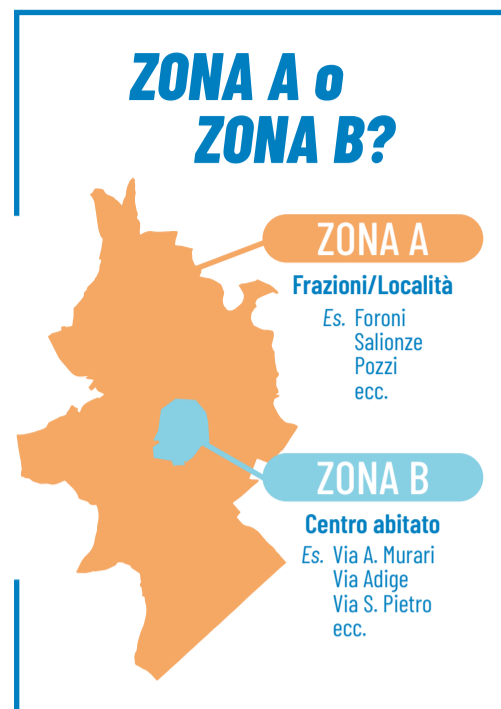 ZONA A o
ZONA B?
ZONA A
Frazioni/Località
Es. Foroni
Salionze
Pozzi
ecc.
ZONA B
Centro abitato
Es. Via A. Murari
Via Adige
Via S. Pietro
ecc.